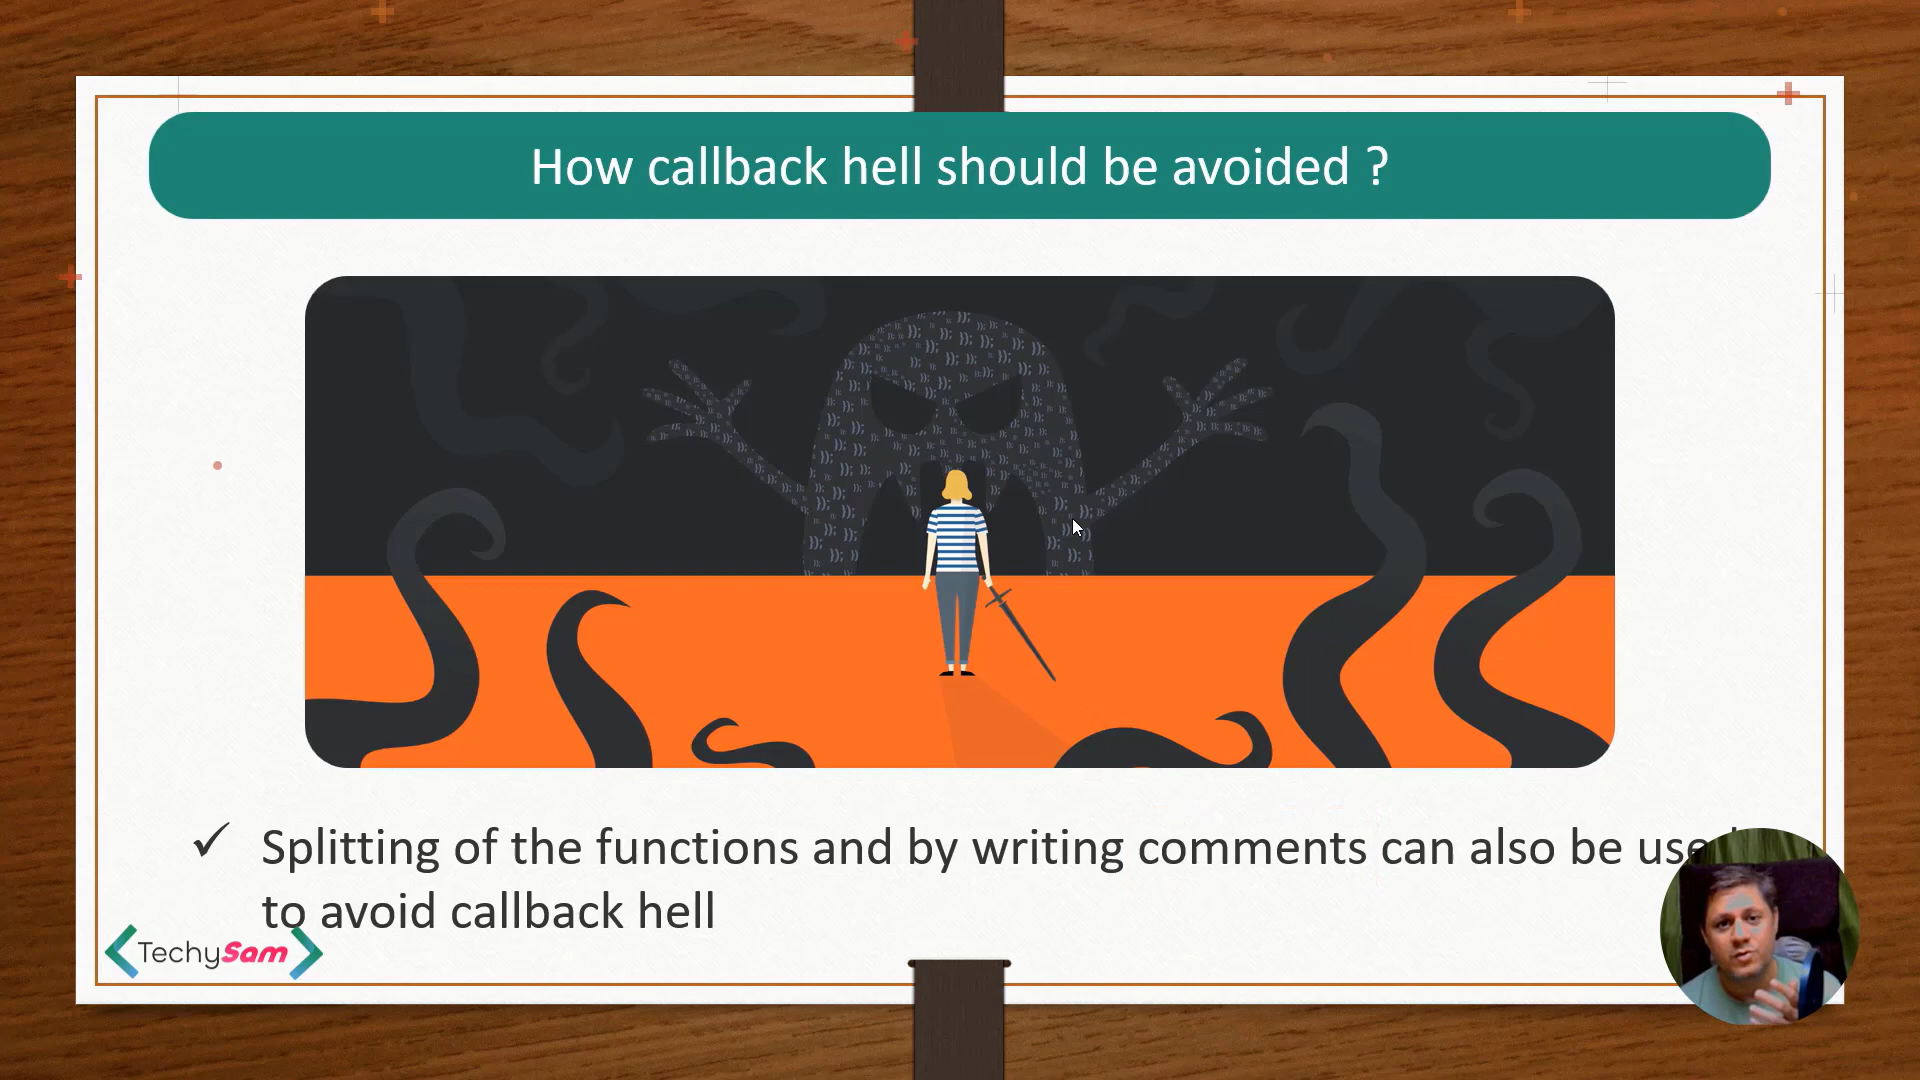 How callback hell should be avoided ?
Splitting of the functions and by writing comments can also be
to avoid callback hell
TechySam